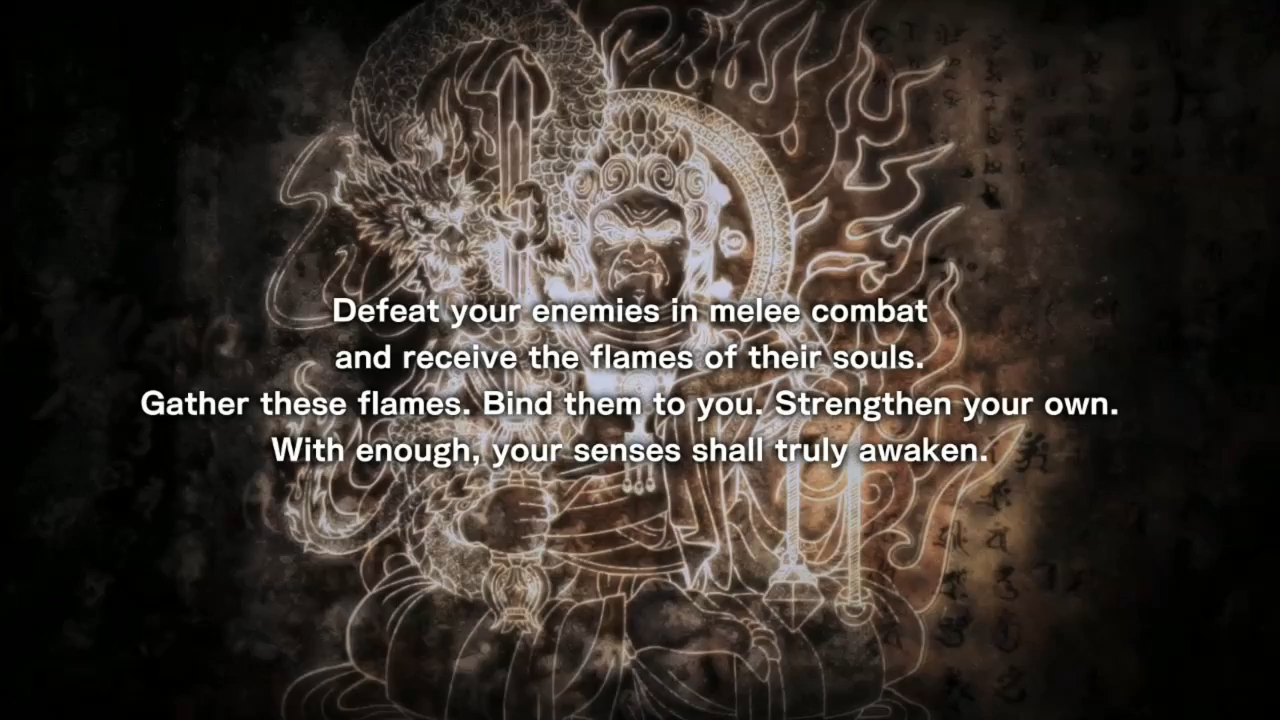 Defeat your enemies in melee combat
and receive the flames of their souls.
Gather these flames. Bind them to you. Strengthen your own.
With enough, your senses shall truly awaken.